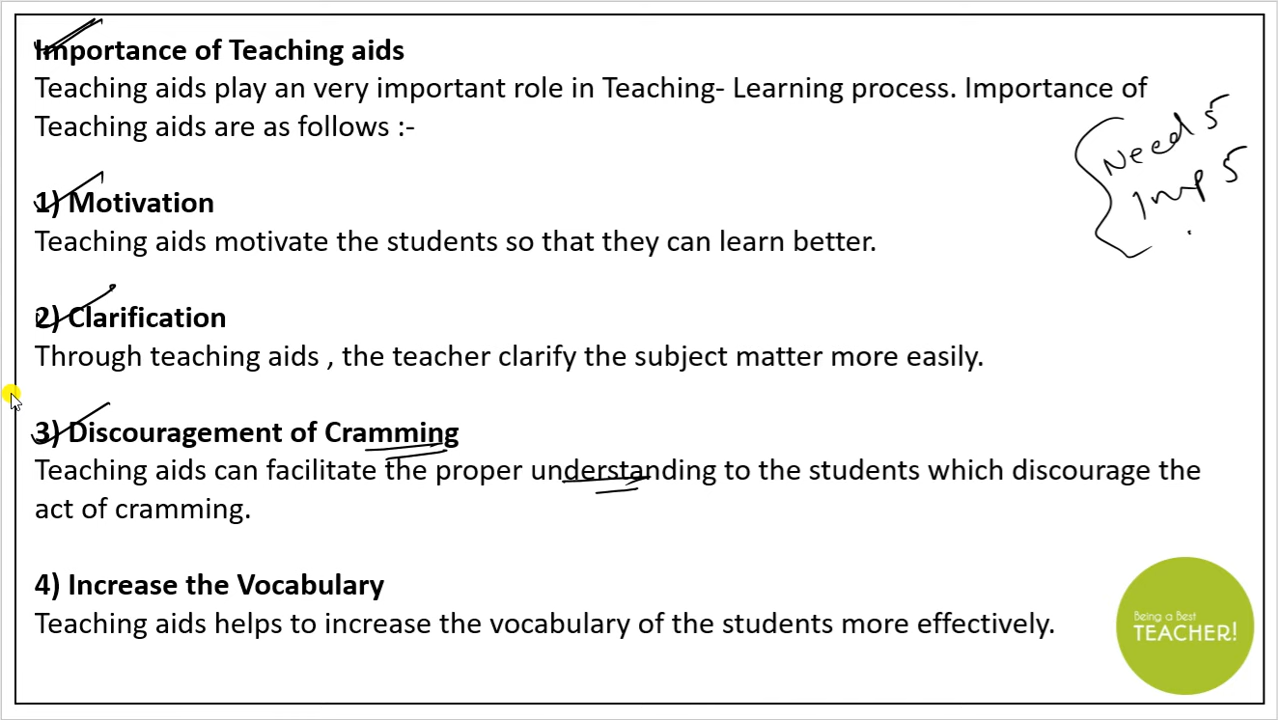 Importance of Teaching aids
Teaching aids play an very important role in Teaching- Learning process. Importance of
Teaching aids are as follows :-
Need 5
Imp 5
1) Motivation
Teaching aids motivate the students so that they can learn better.
2) Clarification
Through teaching aids , the teacher clarify the subject matter more easily.
3) Discouragement of Cramming
Teaching aids can facilitate the proper understanding to the students which discourage the
act of cramming.
4) Increase the Vocabulary
Teaching aids helps to increase the vocabulary of the students more effectively.
Being a Best
TEACHER!